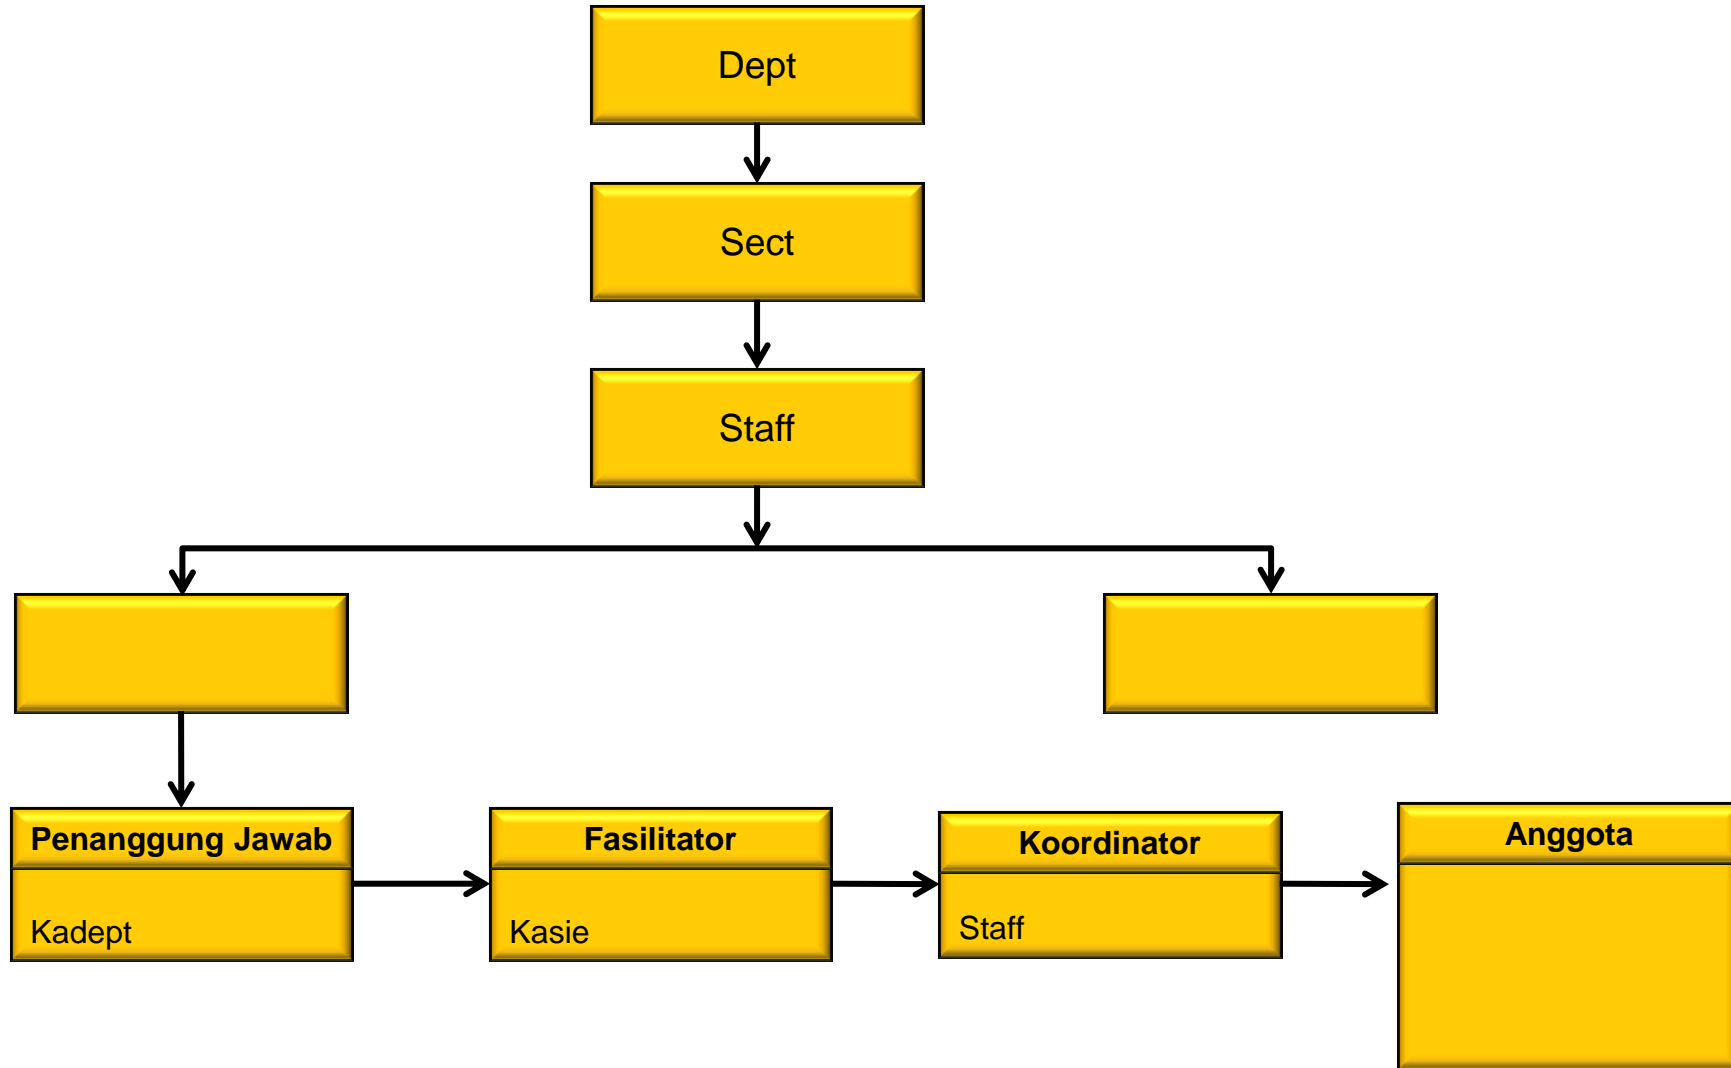 Dept
Sect
Staff
Penanggung Jawab
Kadept
Fasilitator
Kasie
Koordinator
Staff
Anggota